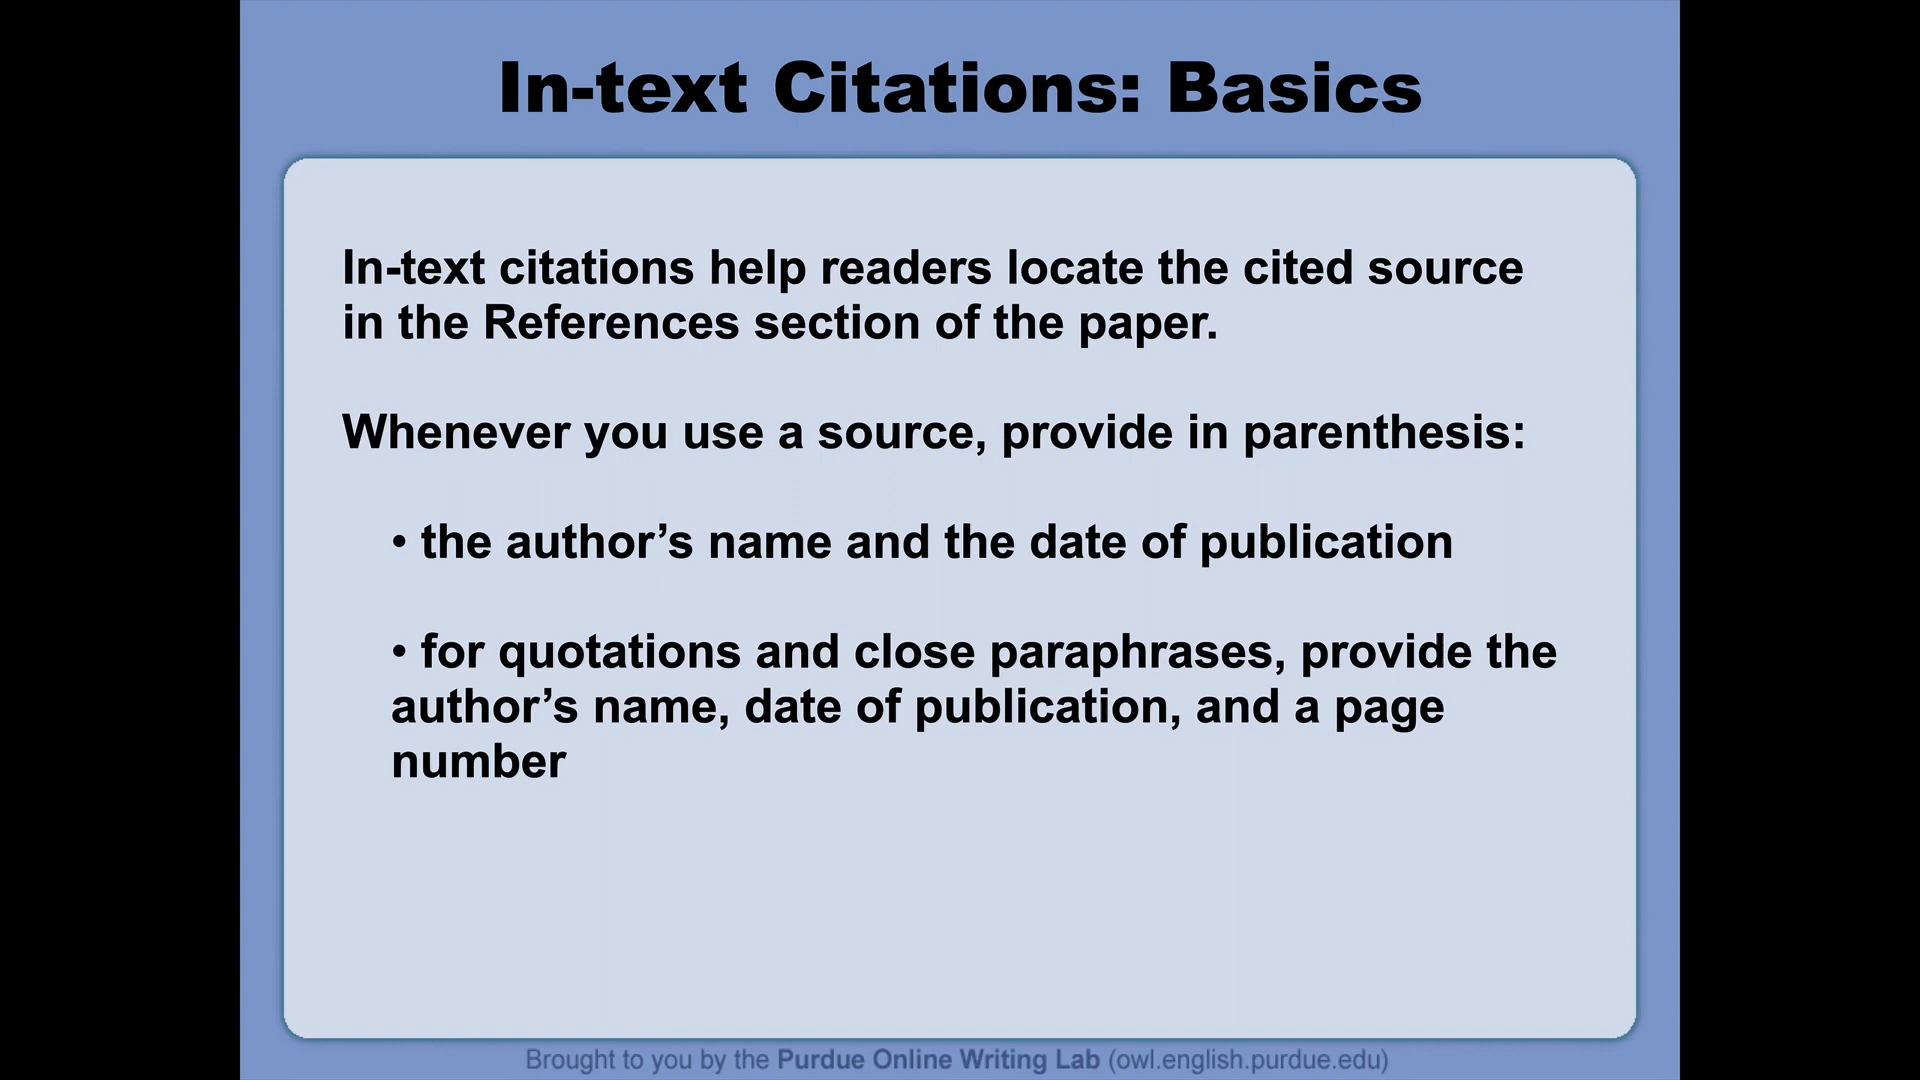 In-text Citations: Basics
In-text citations help readers locate the cited source
in the References section of the paper.
Whenever you use a source, provide in parenthesis:
• the author’s name and the date of publication
• for quotations and close paraphrases, provide the
author’s name, date of publication, and a page
number
Brought to you by the Purdue Online Writing Lab (owl.english.purdue.edu)